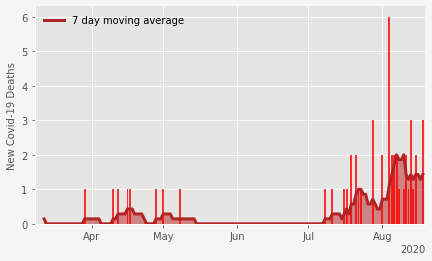 7 day moving average
New Covid-19 Deaths
6
5
4
3
2
1
0
Apr
May
Jun
Jul
Aug
2020